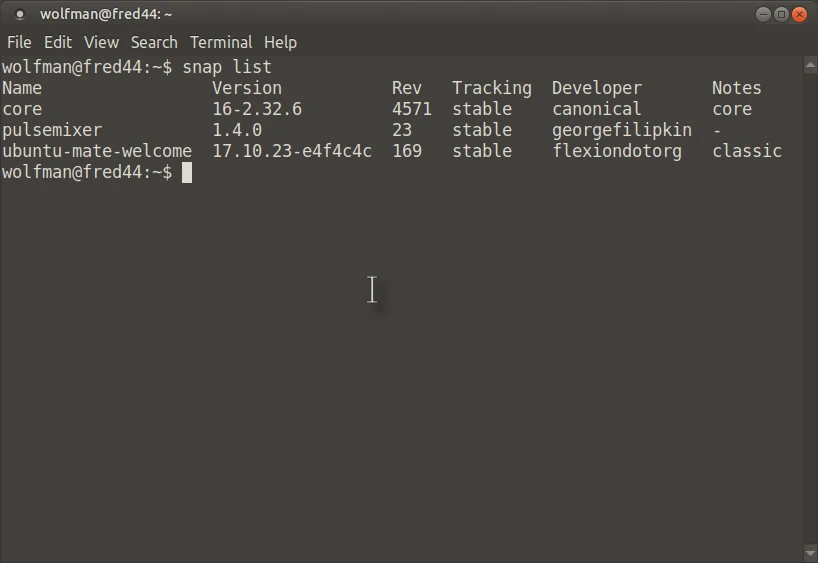 wolfman@fred44: ~
File Edit View Search Terminal Help
wolfman@fred44:~$ snap list
Name Version Rev Tracking Developer Notes
core 16-2.32.6 4571 stable canonical core
pulsemixer 1.4.0 23 stable georgefilipkin -
ubuntu-mate-welcome 17.10.23-e4f4c4c 169 stable flexiondotorg classic
wolfman@fred44:~$